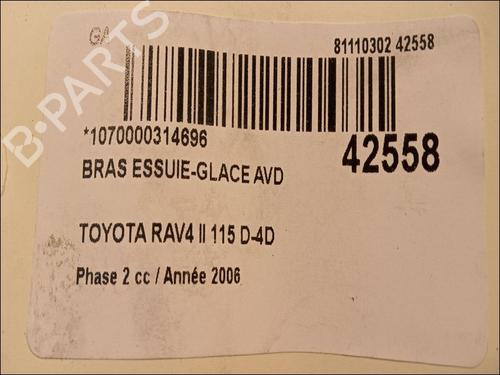 GA
81110302 42558
*1070000314696
42558
BRAS ESSUIE-GLACE AVD
TOYOTA RAV4 II 115 D-4D
Phase 2 cc / Année 2006
B-PARTS